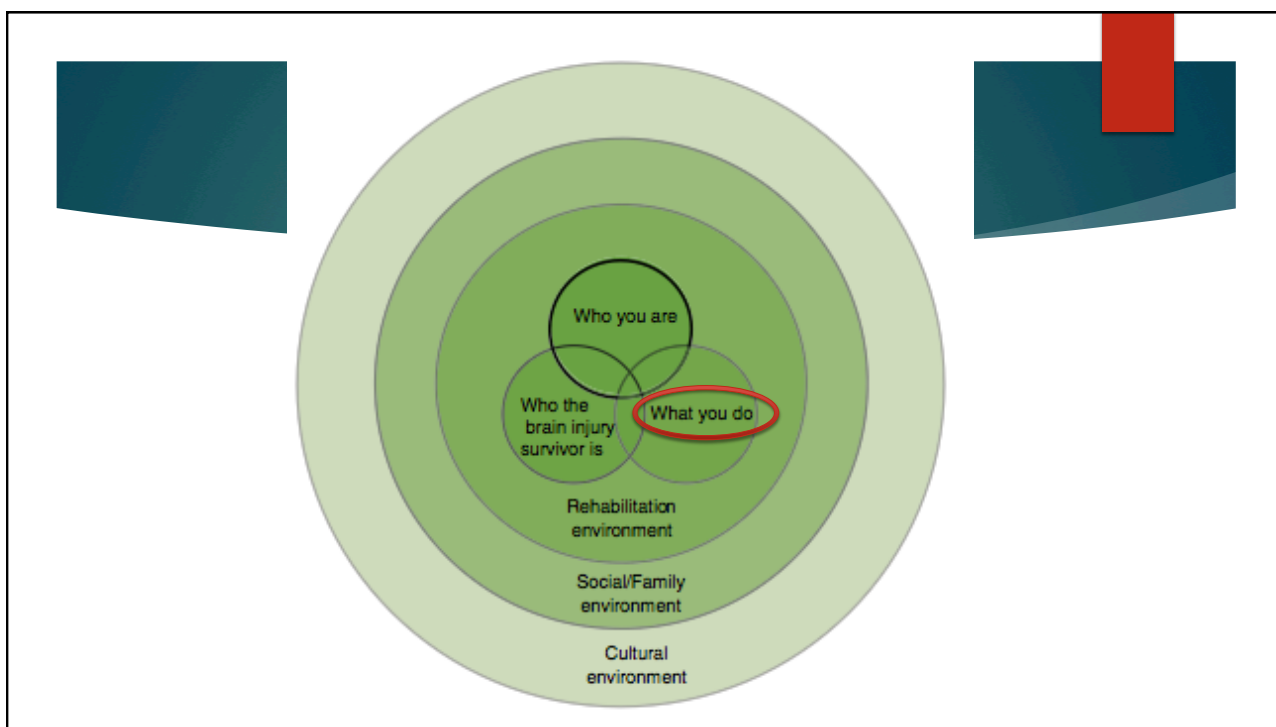 Who you are
Who the
brain injury
survivor is
What you do
Rehabilitation
environment
Social/Family
environment
Cultural
environment